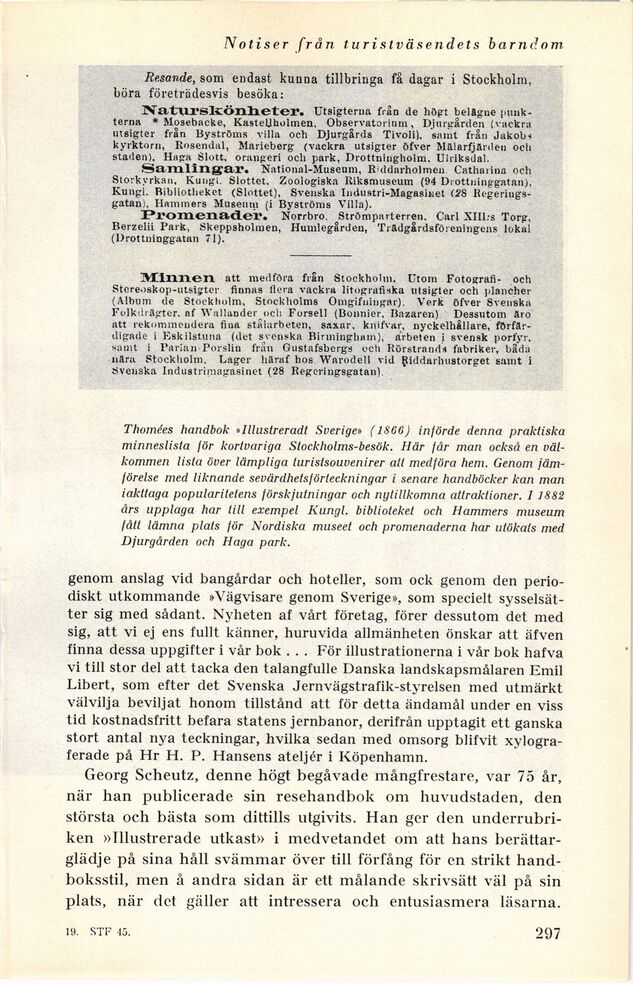 Notiser från turistväsendets barndom
Resande, som endast kunna tillbringa få dagar i Stockholm,
böra företrädesvis besöka:
Naturskönheter. Utsigterna från de högt belägne punk-
terna * Mosebacke, Kastellholmen, Observatorium, Djurgården (vackra
utsigter från Byströms villa och Djurgårds Tivoli), samt från Jakobs
kyrktorn, Rosendal, Marieberg (vackra utsigter öfver Mälarfjärden och
staden), Haga Slott, orangeri och park, Drottningholm, Ulriksdal.
Samlingar. National-Museum, Riddarholmen. Catharina och
Storkyrkan, Kungl. Slottet, Zoologiska Riksmuseum (94 Drottninggatan),
Kungl. Bibliotheket (Slottet), Svenska Industri-Magasinet (28 Regerings-
gatan), Hammers Museum (i Byströms Villa).
Promenader. Norrbro, Strömparterren, Carl XIII:s Torg,
Berzelii Park, Skeppsholmen, Humlegården, Trädgårdsföreningens lokal
(Drottninggatan 71).
Minnen att medföra från Stockholm. Utom Fotografi- och
Stereoskop-utsigter finnas flera vackra litografiska utsigter och plancher
(Album de Stockholm, Stockholms Omgifningar). Verk öfver Svenska
Folkdrägter, af Wallander och Forsell (Bonnier, Bazaren) Dessutom äro
att rekommendera fina stålarbeten, saxar, knifvar, nyckelhållare, förfär-
digade i Eskilstuna (det svenska Birmingham), arbeten i svensk porfyr,
samt i Parian-Porslin från Gustafsbergs och Rörstrands fabriker, båda
nära Stockholm. Lager häraf hos Warodell vid Riddarhustorget samt i
Svenska Industrimagasinet (28 Regeringsgatan)
Thomées handbok »Illustreradt Sverige» (1866) införde denna praktiska
minneslista för kortvariga Stockholms-besök. Här får man också en väl-
kommen lista över lämpliga turistsouvenirer att medföra hem. Genom jäm-
förelse med liknande sevärdhetsförteckningar i senare handböcker kan man
iakttaga popularitetens förskjutningar och nytillkomna attraktioner. I 1882
års upplaga har till exempel Kungl. biblioteket och Hammers museum
fått lämna plats för Nordiska museet och promenaderna har utökats med
Djurgården och Haga park.
genom anslag vid bangårdar och hoteller, som ock genom den perio-
diskt utkommande »Vägvisare genom Sverige», som specielt sysselsät-
ter sig med sådant. Nyheten af vårt företag, förer dessutom det med
sig, att vi ej ens fullt känner, huruvida allmänheten önskar att äfven
finna dessa uppgifter i vår bok . . . För illustrationerna i vår bok hafva
vi till stor del att tacka den talangfulle Danska landskapsmålaren Emil
Libert, som efter det Svenska Jernvägstrafik-styrelsen med utmärkt
välvilja beviljat honom tillstånd att för detta ändamål under en viss
tid kostnadsfritt befara statens jernbanor, derifrån upptagit ett ganska
stort antal nya teckningar, hvilka sedan med omsorg blifvit xylogra-
ferade på Hr H. P. Hansens ateljér i Köpenhamn.
Georg Scheutz, denne högt begåvade mångfrestare, var 75 år,
när han publicerade sin resehandbok om huvudstaden, den
största och bästa som dittills utgivits. Han ger den underrubri-
ken »Illustrerade utkast» i medvetandet om att hans berättar-
glädje på sina håll svämmar över till förfång för en strikt hand-
boksstil, men å andra sidan är ett målande skrivsätt väl på sin
plats, när det gäller att intressera och entusiasmera läsarna.
19. STF 45.
297